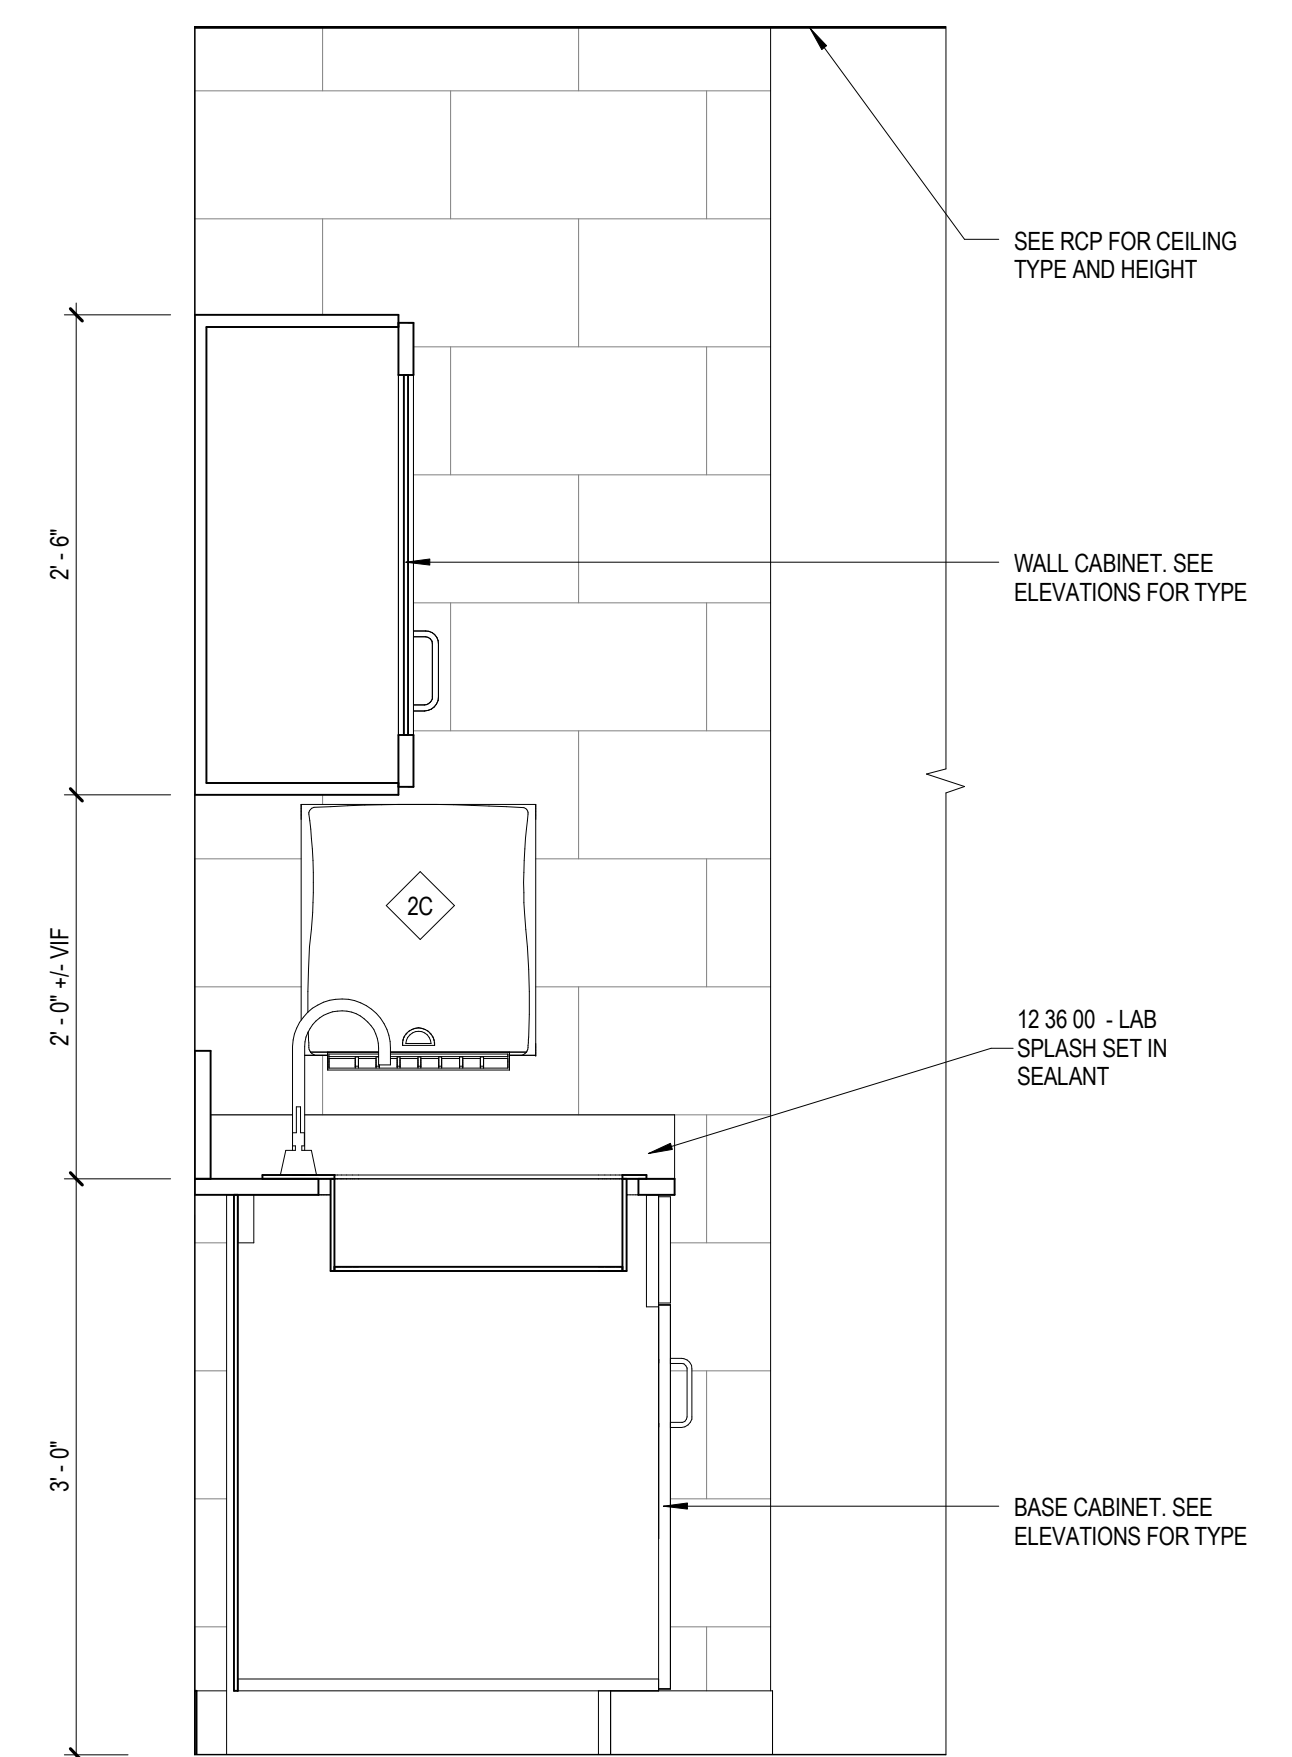 SEE RCP FOR CEILING
TYPE AND HEIGHT
2' - 6"
WALL CABINET. SEE
ELEVATIONS FOR TYPE
2C
2' - 0" +/- VIF
12 36 00 - LAB
SPLASH SET IN
SEALANT
3' - 0"
BASE CABINET. SEE
ELEVATIONS FOR TYPE